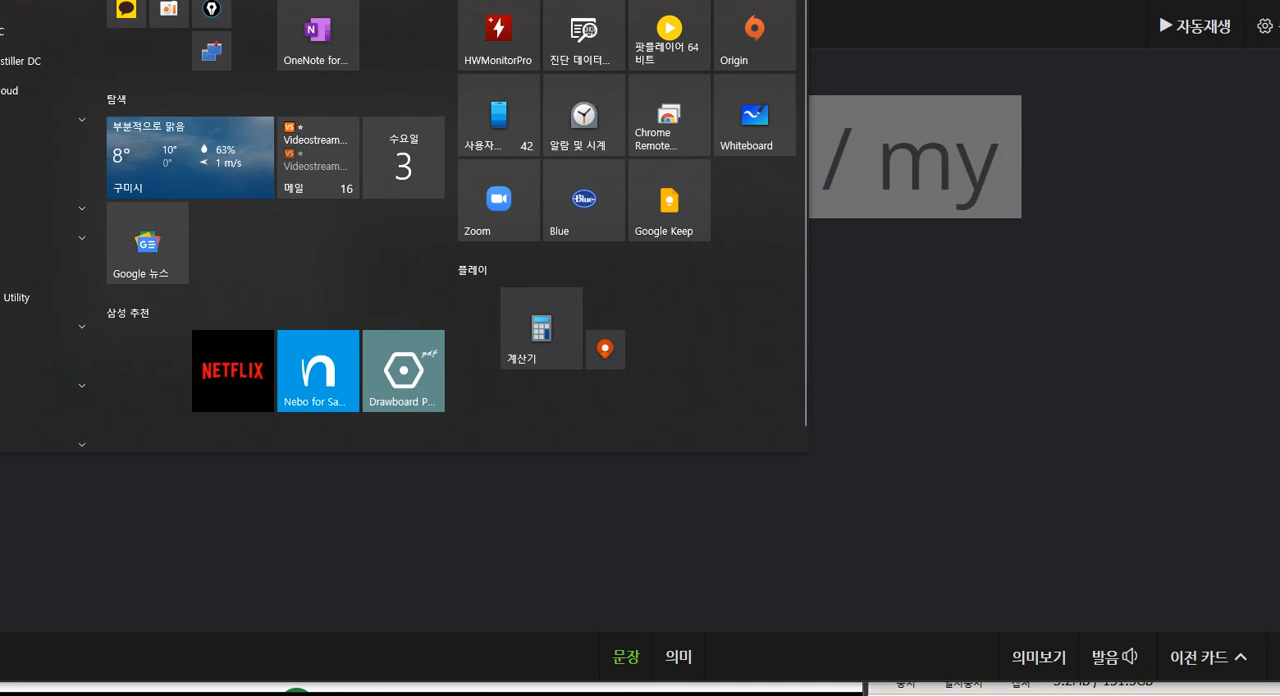 C
stiller DC
oud
Utility
OneNote for...
HWMonitorPro
진단 데이터...
팟플레이어 64
비트
Origin
탐색
부분적으로 맑음
8°
10°
0°
63%
1 m/s
구미시
Videostream...
Videostream...
메일
16
수요일
3
사용자...
42
알람 및 시계
Chrome
Remote...
Whiteboard
Google 뉴스
Zoom
Blue
Blue
Google Keep
삼성 추천
플레이
NETFLIX
Nebo for Sa...
pdf
Drawboard P...
계산기
자동재생
/ my
문장
의미
의미보기
발음
이전 카드